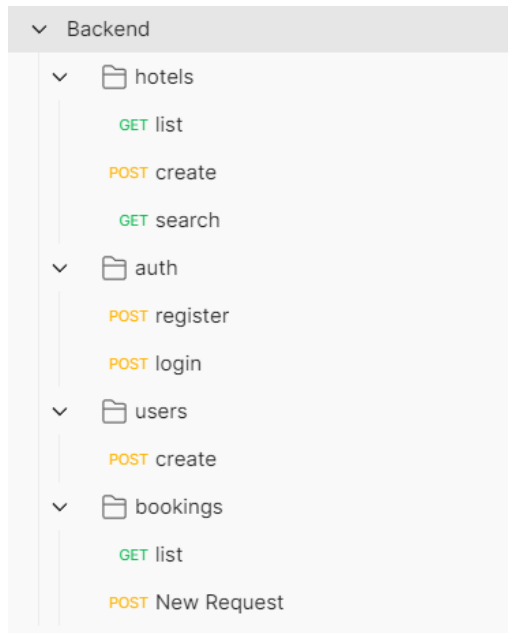 Backend
hotels
GET list
POST create
GET search
auth
POST register
POST login
users
POST create
bookings
GET list
POST New Request